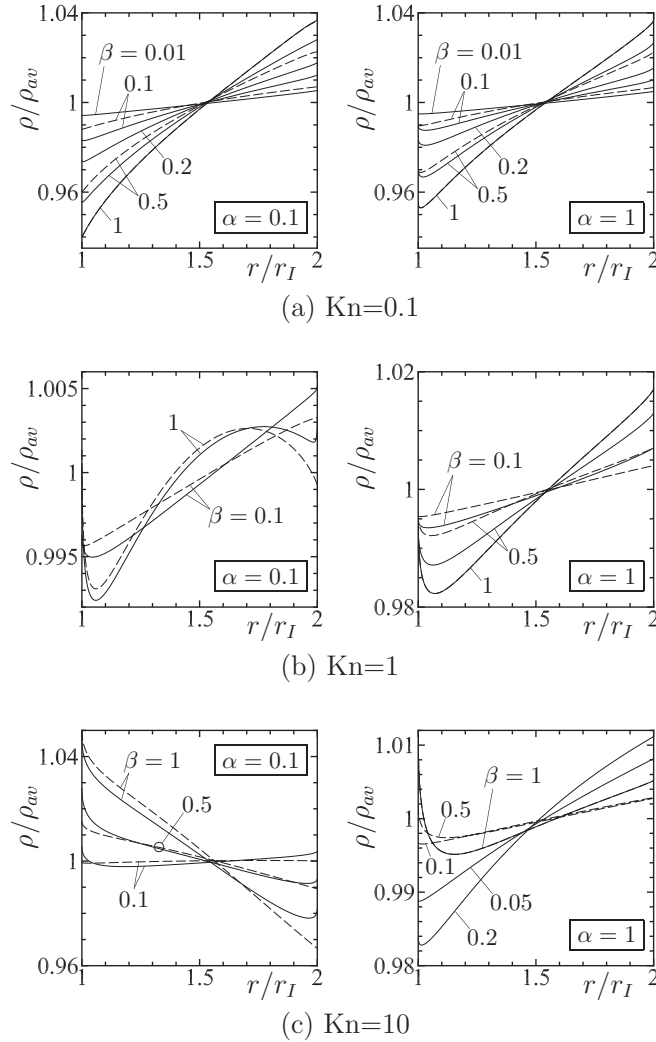 1.04
β = 0.01
0.1
ρ/ρ_av
1
0.2
0.96
0.5
1
α = 0.1
1
1.5
r/r_I
2
1.04
β = 0.01
0.1
ρ/ρ_av
1
0.2
0.96
0.5
1
α = 1
1
1.5
r/r_I
2
(a) Kn=0.1
1.005
1
ρ/ρ_av
1
β = 0.1
0.995
α = 0.1
1
1.5
r/r_I
2
1.02
ρ/ρ_av
β = 0.1
1
0.5
1
α = 1
0.98
1
1.5
r/r_I
2
(b) Kn=1
1.04
β = 1
α = 0.1
0.5
ρ/ρ_av
1
0.1
0.96
1
1.5
r/r_I
2
1.01
β = 1
0.5
ρ/ρ_av
1
0.1
0.99
0.05
0.2
α = 1
0.98
1
1.5
r/r_I
2
(c) Kn=10